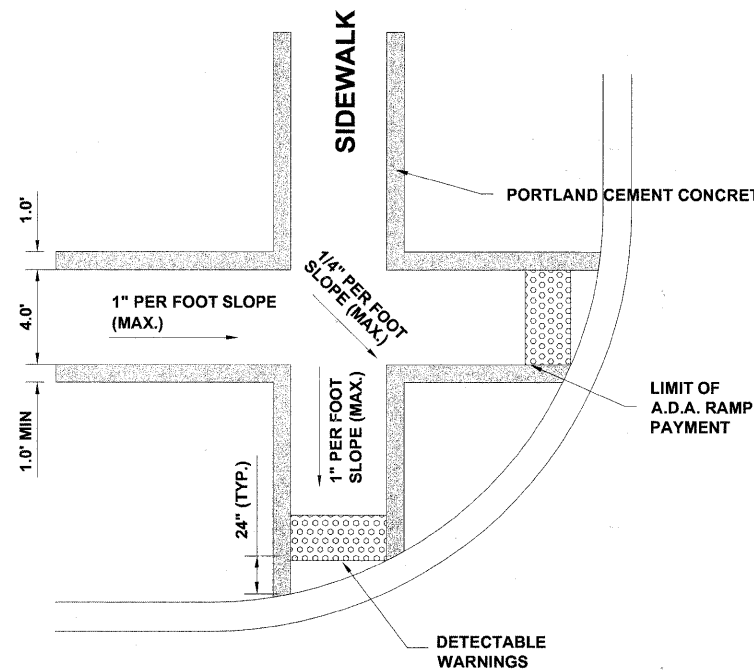 SIDEWALK
PORTLAND CEMENT CONCRET
1.0'
1/4" PER FOOT
SLOPE (MAX.)
1" PER FOOT SLOPE
(MAX.)
4.0'
1" PER FOOT
SLOPE (MAX.)
LIMIT OF
A.D.A. RAMP
PAYMENT
1.0' MIN
24" (TYP.)
DETECTABLE
WARNINGS